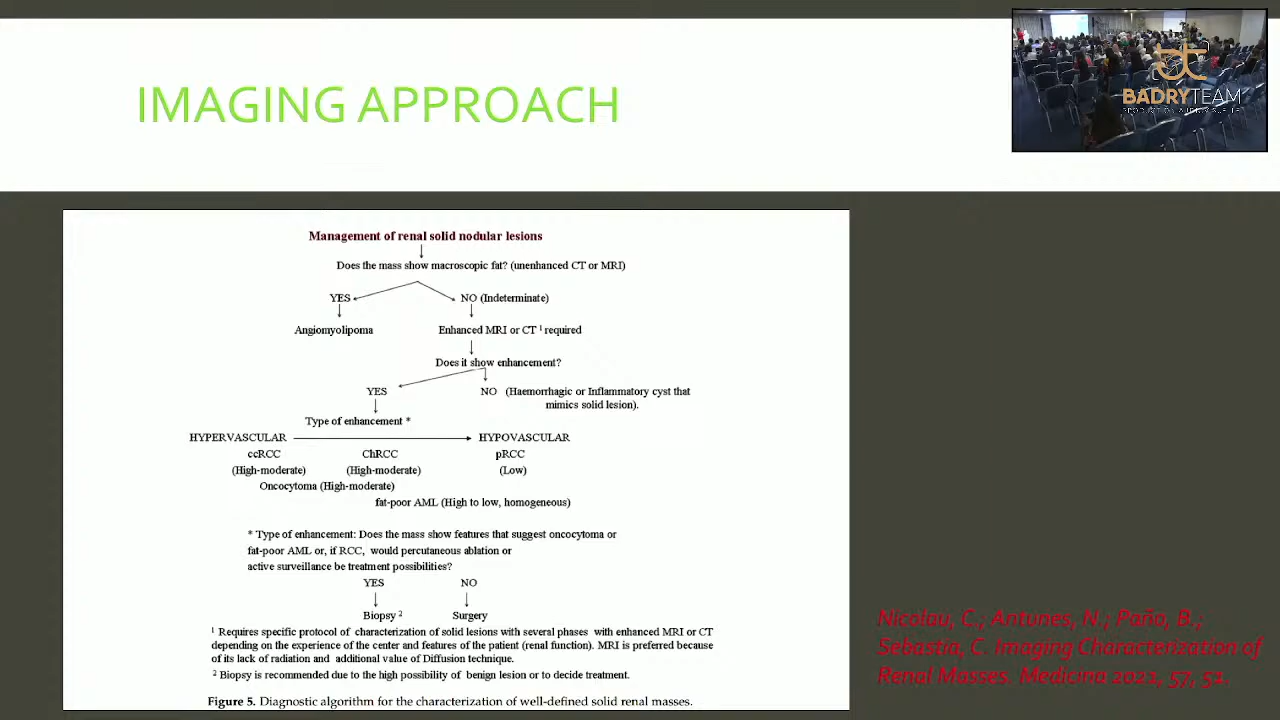 IMAGING APPROACH
BADRYTEAM
Management of renal solid nodular lesions
Does the mass show macroscopic fat? (unenhanced CT or MRI)
YES NO (Indeterminate)
Angiomyolipoma Enhanced MRI or CT 1 required
Does it show enhancement?
YES NO (Haemorrhagic or Inflammatory cyst that
mimics solid lesion).
Type of enhancement *
HYPERVASCULAR HYPOVASCULAR
ccRCC ChRCC pRCC
(High-moderate) (High-moderate) (Low)
Oncocytoma (High-moderate)
fat-poor AML (High to low, homogeneous)
* Type of enhancement: Does the mass show features that suggest oncocytoma or
fat-poor AML or, if RCC, would percutaneous ablation or
active surveillance be treatment possibilities?
YES NO
Biopsy 2 Surgery
1 Requires specific protocol of characterization of solid lesions with several phases with enhanced MRI or CT
depending on the experience of the center and features of the patient (renal function). MRI is preferred because
of its lack of radiation and additional value of Diffusion technique.
2 Biopsy is recommended due to the high possibility of benign lesion or to decide treatment.
Figure 5. Diagnostic algorithm for the characterization of well-defined solid renal masses.
Nicolau, C.; Antunes, N.; Paño, B.;
Sebastia, C. Imaging Characterization of
Renal Masses. Medicina 2021, 57, 51.